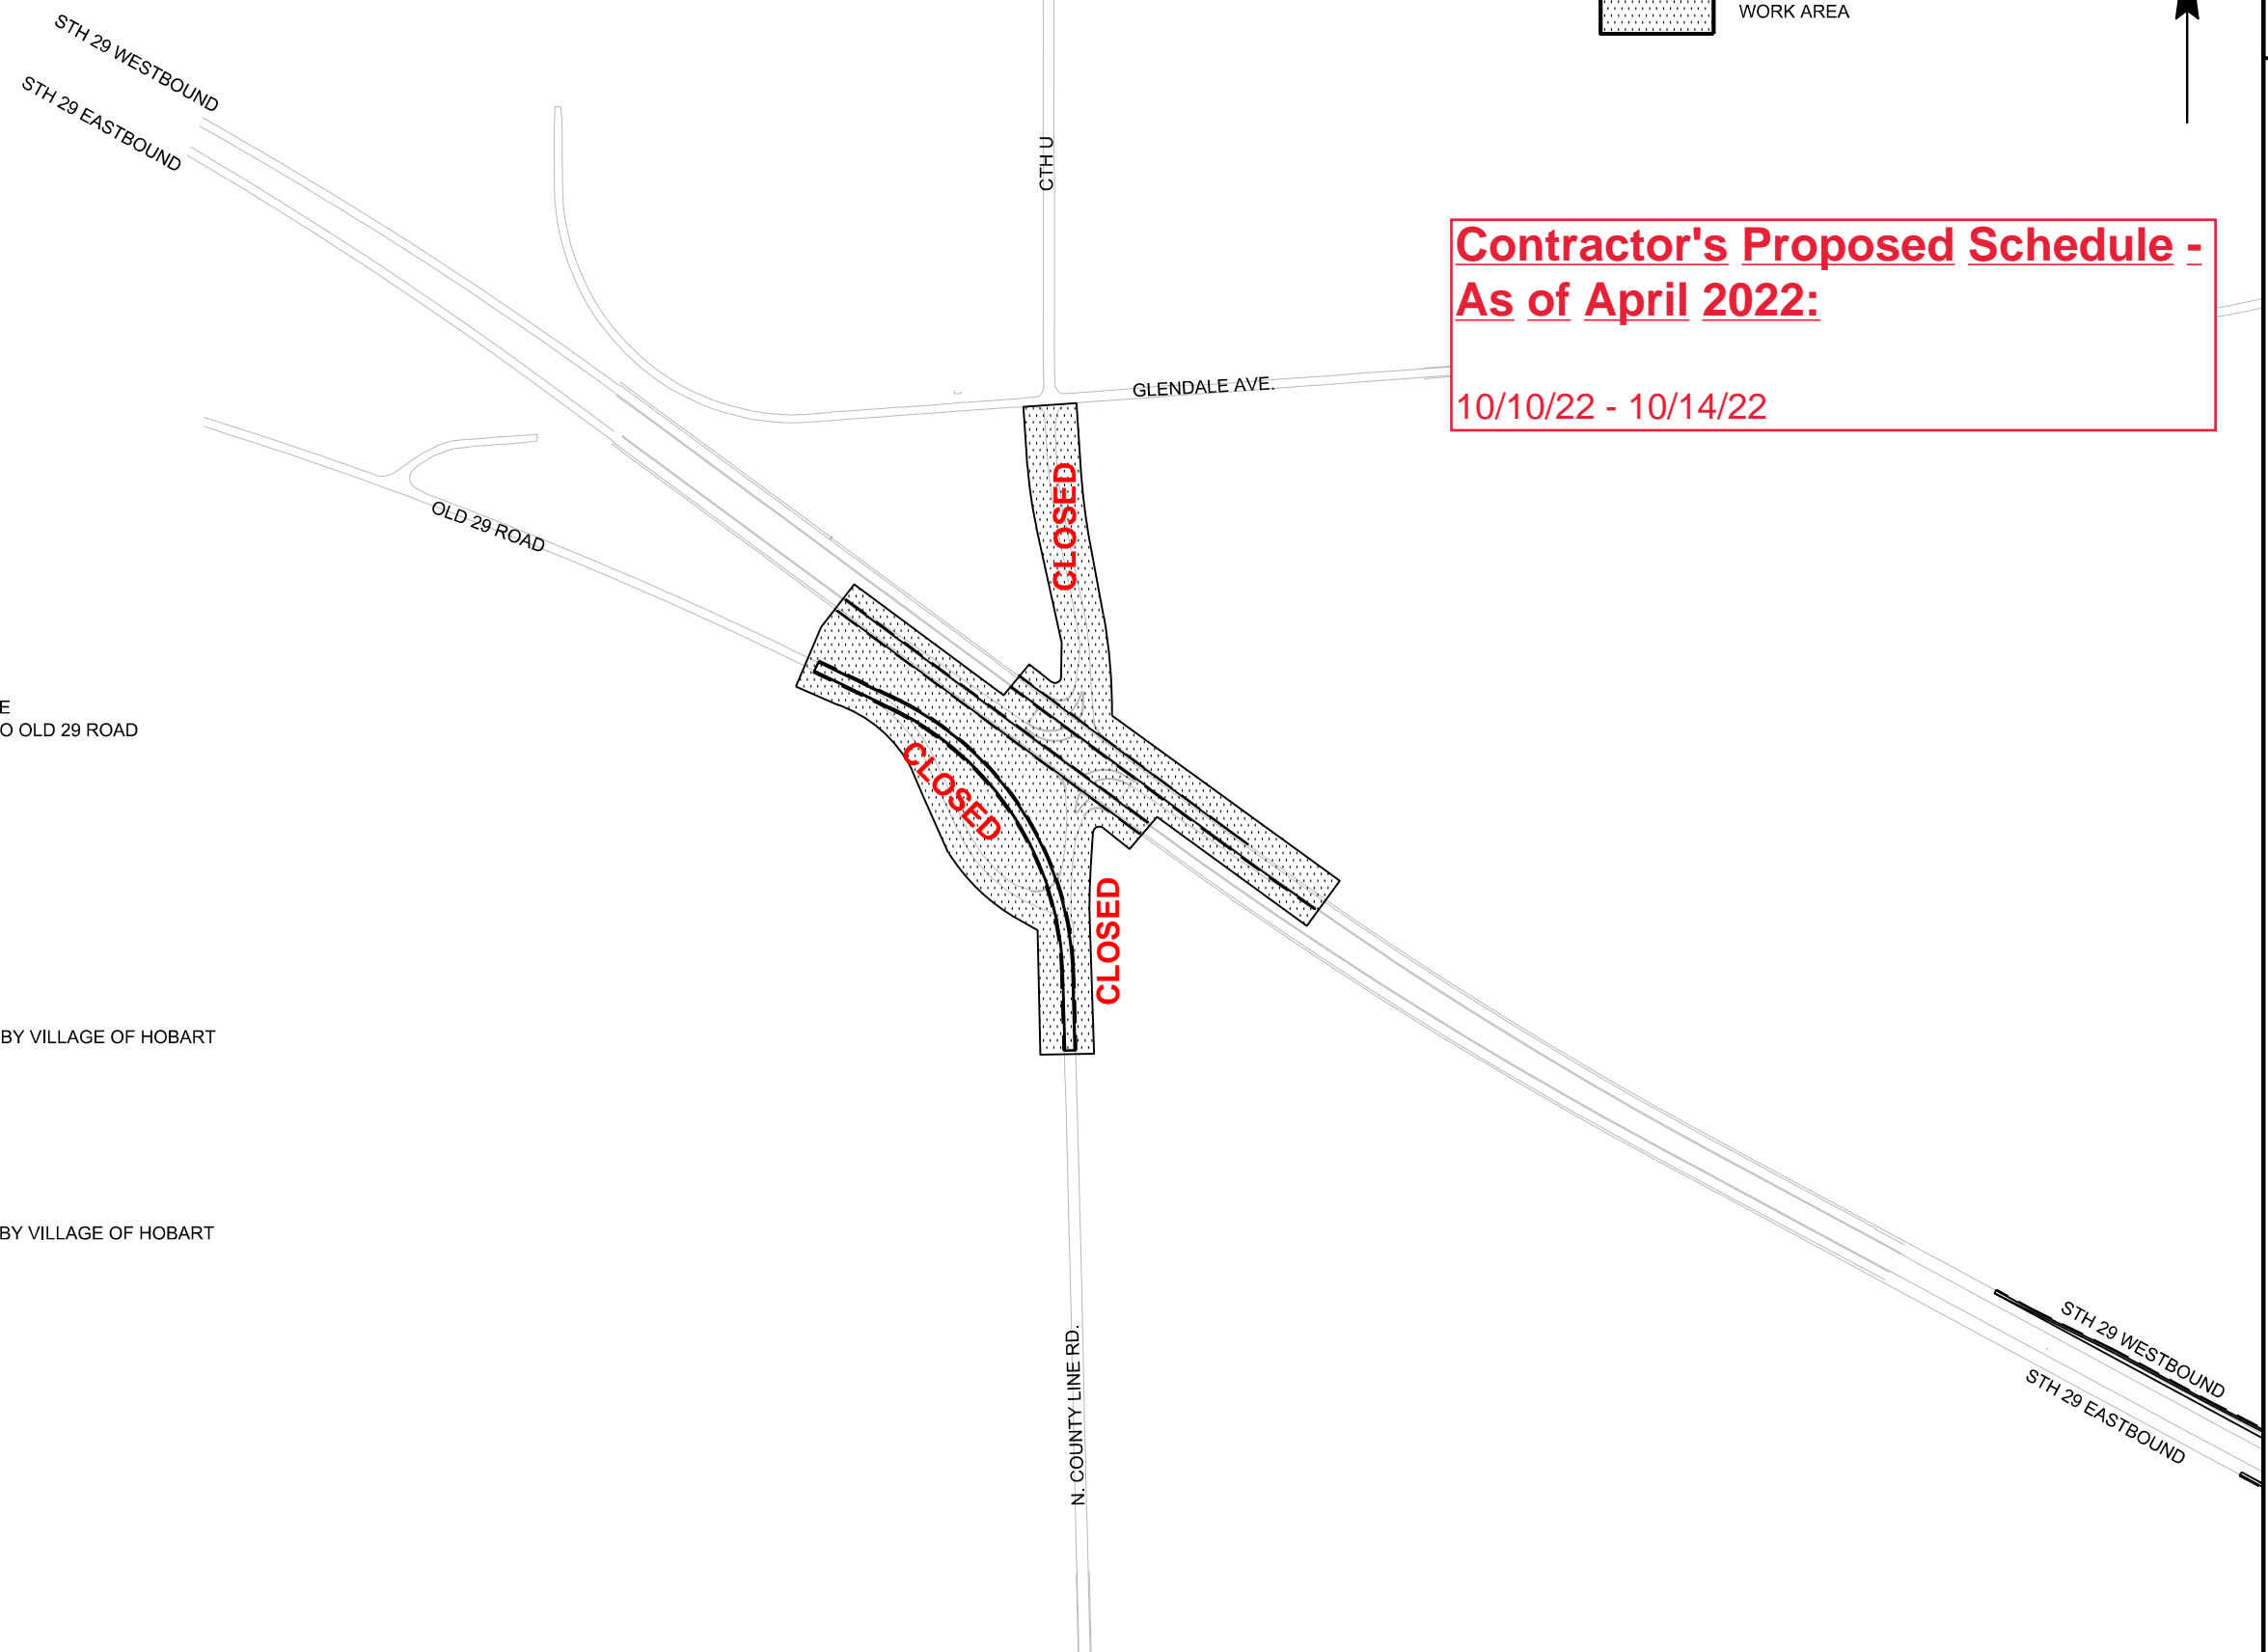 WORK AREA
STH 29 WESTBOUND
STH 29 EASTBOUND
CTH U
Contractor's Proposed Schedule -
As of April 2022:
10/10/22 - 10/14/22
GLENDALE AVE.
CLOSED
OLD 29 ROAD
E
O OLD 29 ROAD
CLOSED
CLOSED
BY VILLAGE OF HOBART
BY VILLAGE OF HOBART
N. COUNTY LINE RD.
STH 29 WESTBOUND
STH 29 EASTBOUND